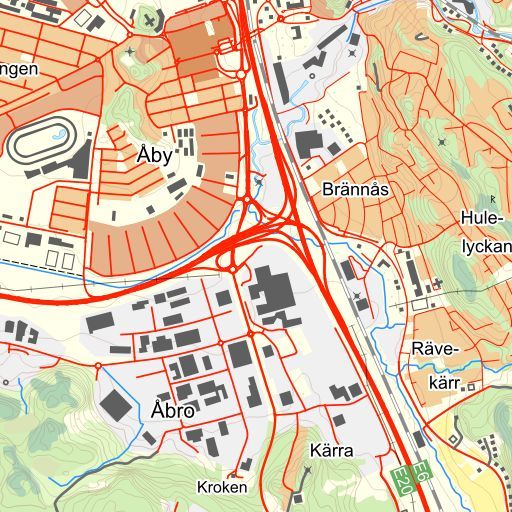 ngen
Åby
Brännås
Hule-
lyckan
Räve-
kärr
Åbro
Kärra
Kroken
E6
E20
R